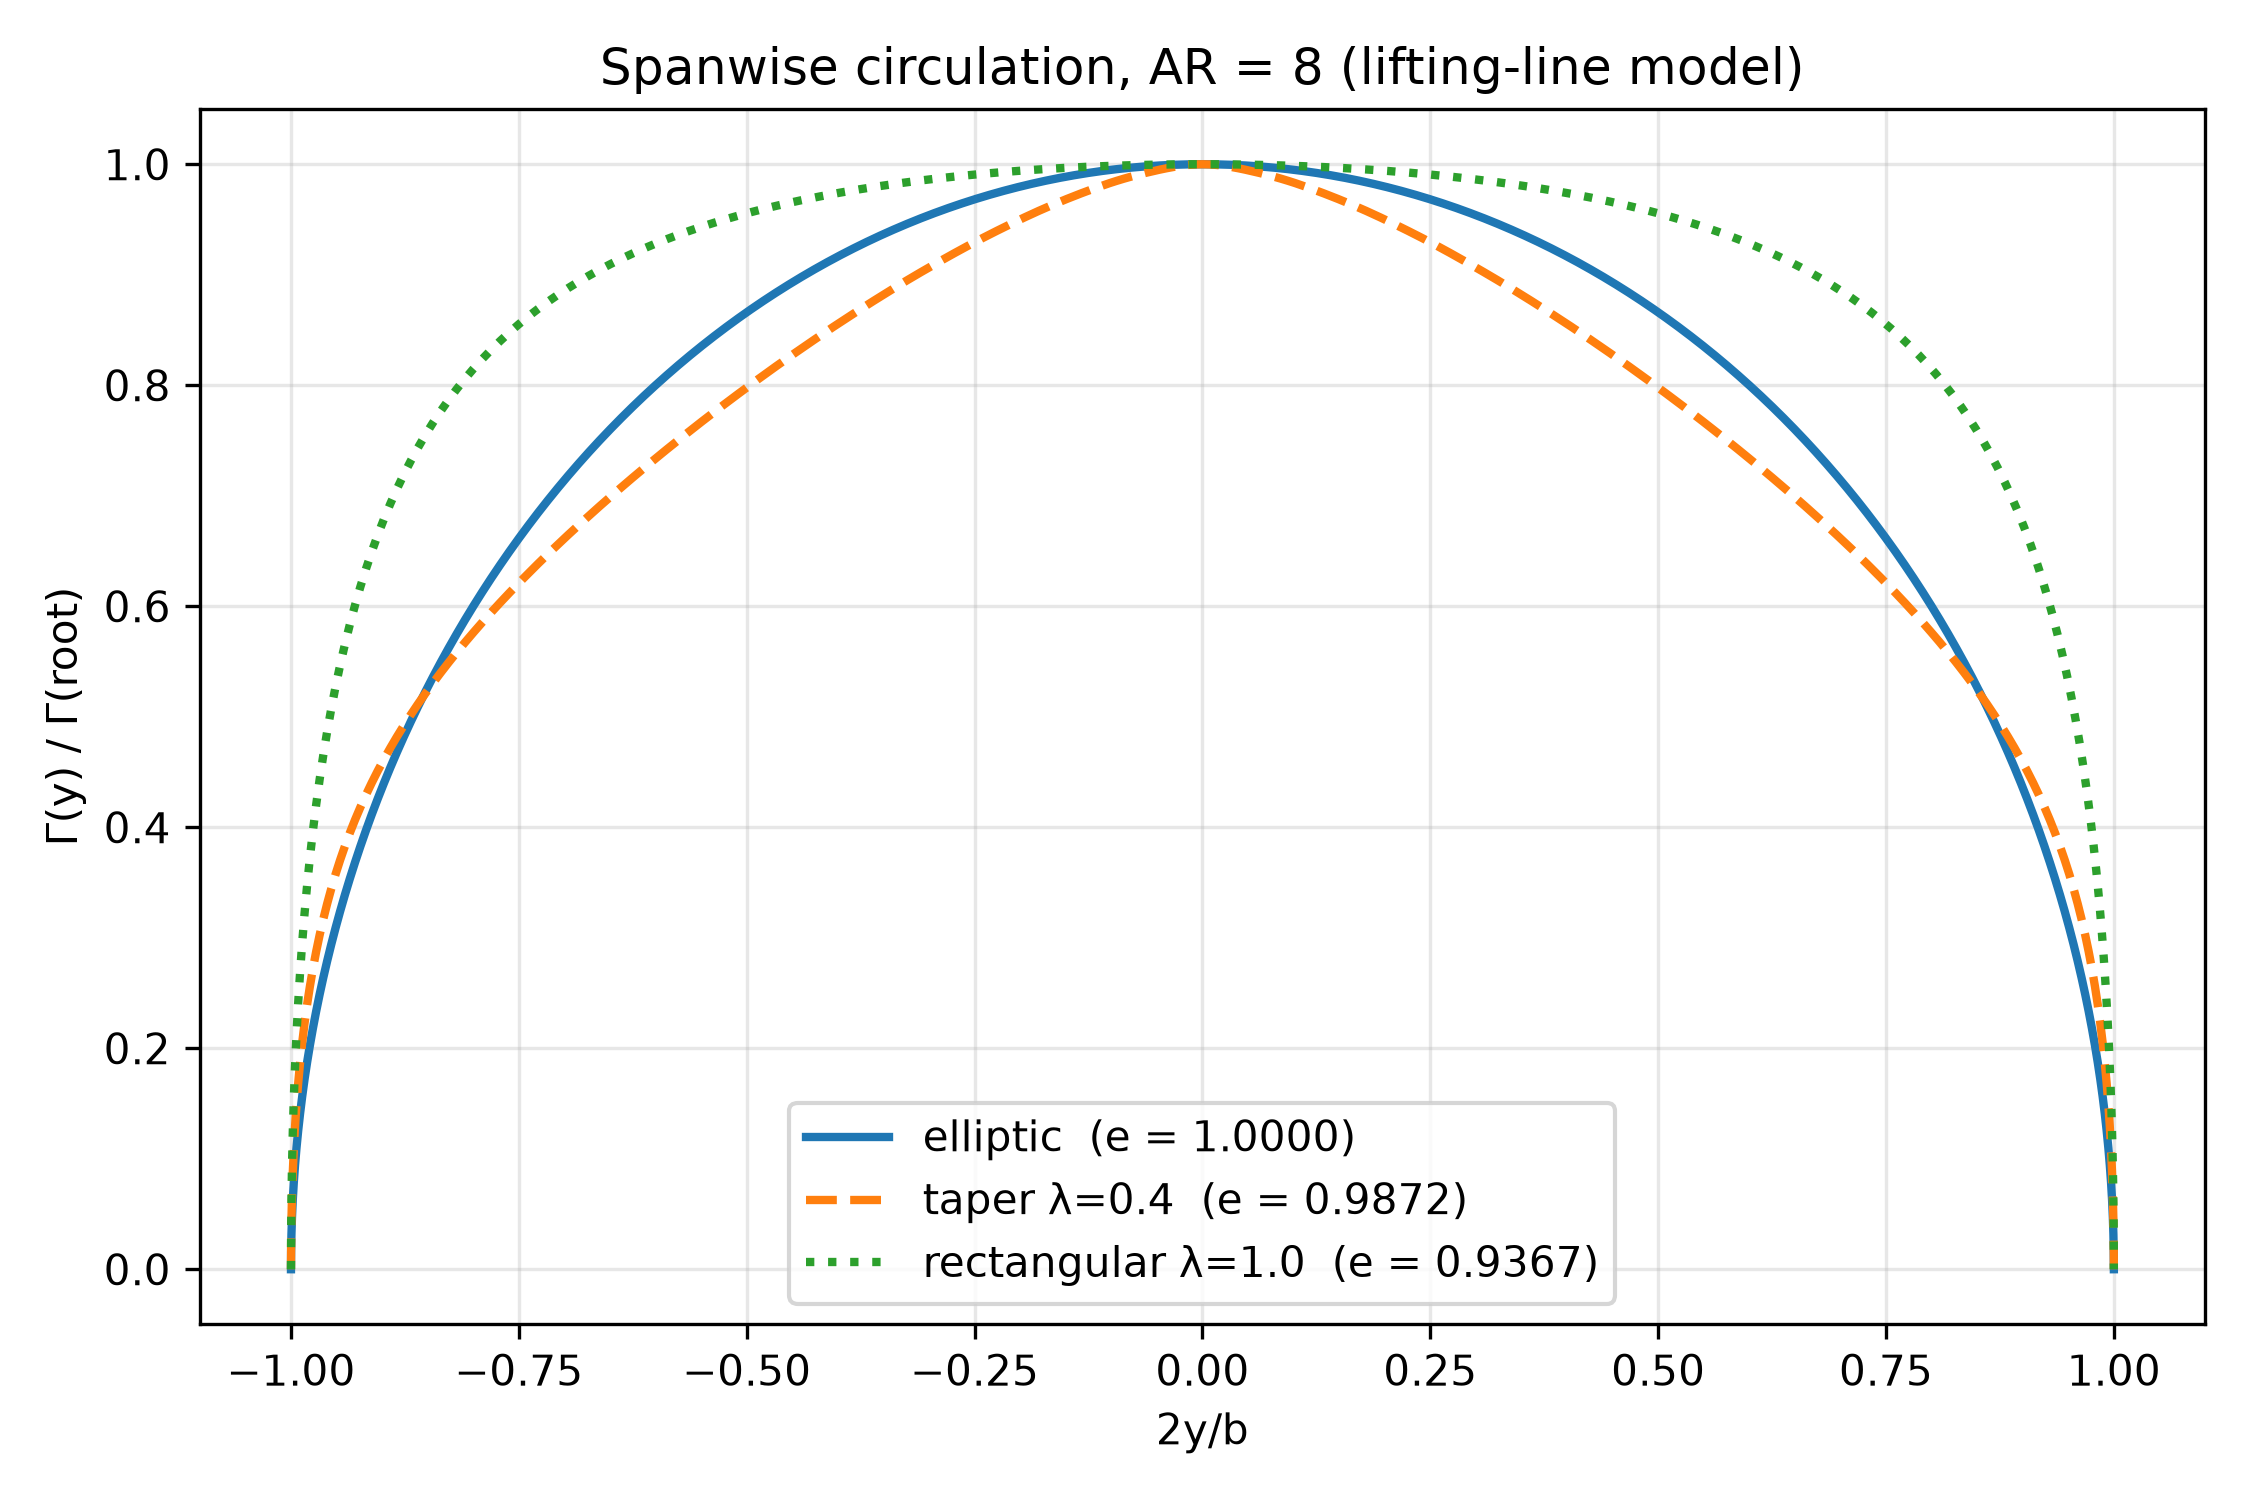 Spanwise circulation, AR = 8 (lifting-line model)
Γ(y) / Γ(root)
1.0
0.8
0.6
0.4
0.2
0.0
elliptic  (e = 1.0000)
taper λ=0.4  (e = 0.9872)
rectangular λ=1.0  (e = 0.9367)
−1.00 −0.75 −0.50 −0.25 0.00 0.25 0.50 0.75 1.00
2y/b